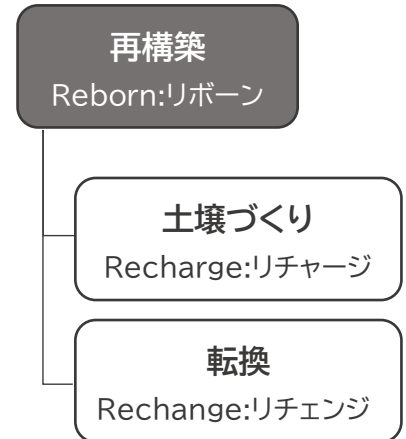 再構築
Reborn:リボーン
土壌づくり
Recharge:リチャージ
転換
Rechange:リチェンジ